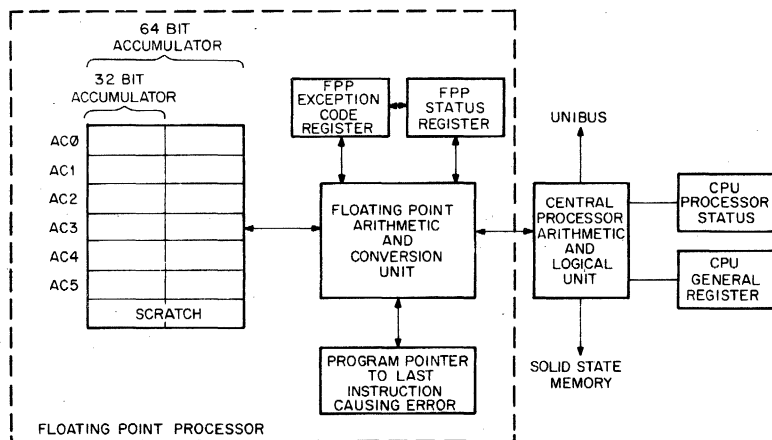 64 BIT
ACCUMULATOR
32 BIT
ACCUMULATOR
ACØ
AC1
AC2
AC3
AC4
AC5
SCRATCH
FPP
EXCEPTION
CODE
REGISTER
FPP
STATUS
REGISTER
FLOATING POINT
ARITHMETIC
AND
CONVERSION
UNIT
PROGRAM POINTER
TO LAST
INSTRUCTION
CAUSING ERROR
FLOATING POINT PROCESSOR
UNIBUS
CENTRAL
PROCESSOR
ARITHMETIC
AND
LOGICAL
UNIT
SOLID STATE
MEMORY
CPU
PROCESSOR
STATUS
CPU
GENERAL
REGISTER